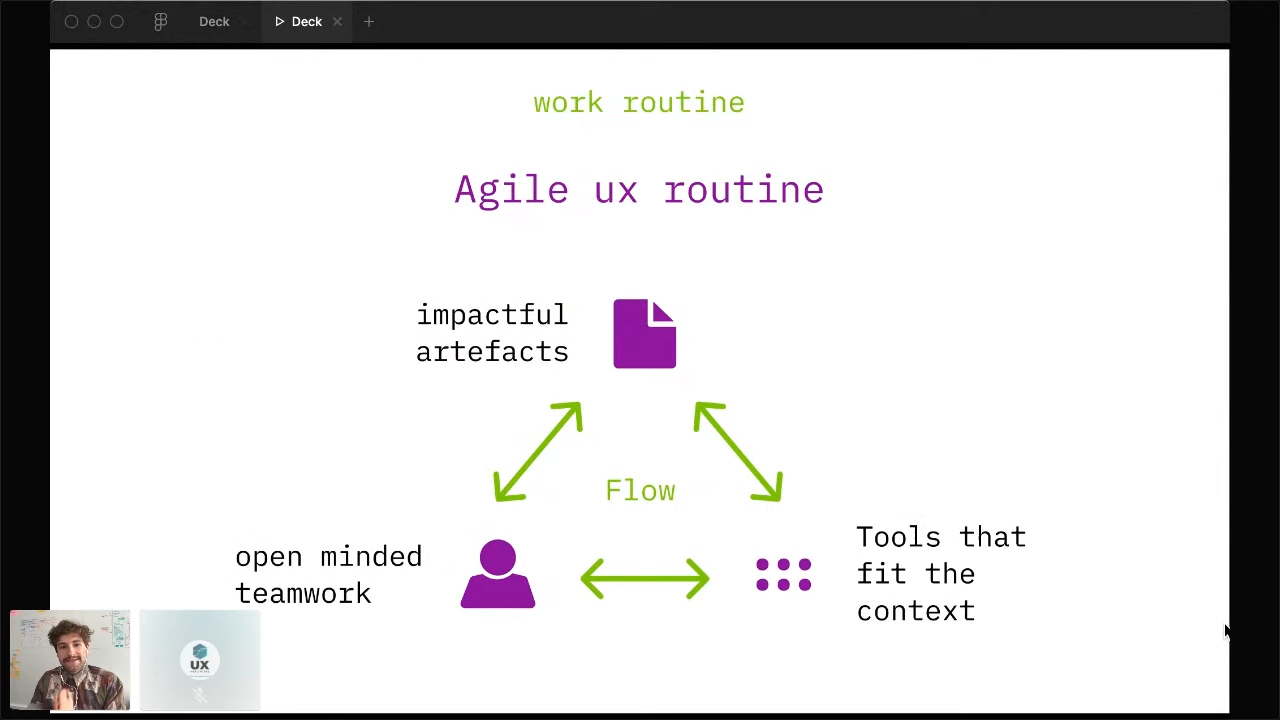 Deck
Deck
work routine
Agile ux routine
impactful
artefacts
Flow
open minded
teamwork
Tools that
fit the
context
UX